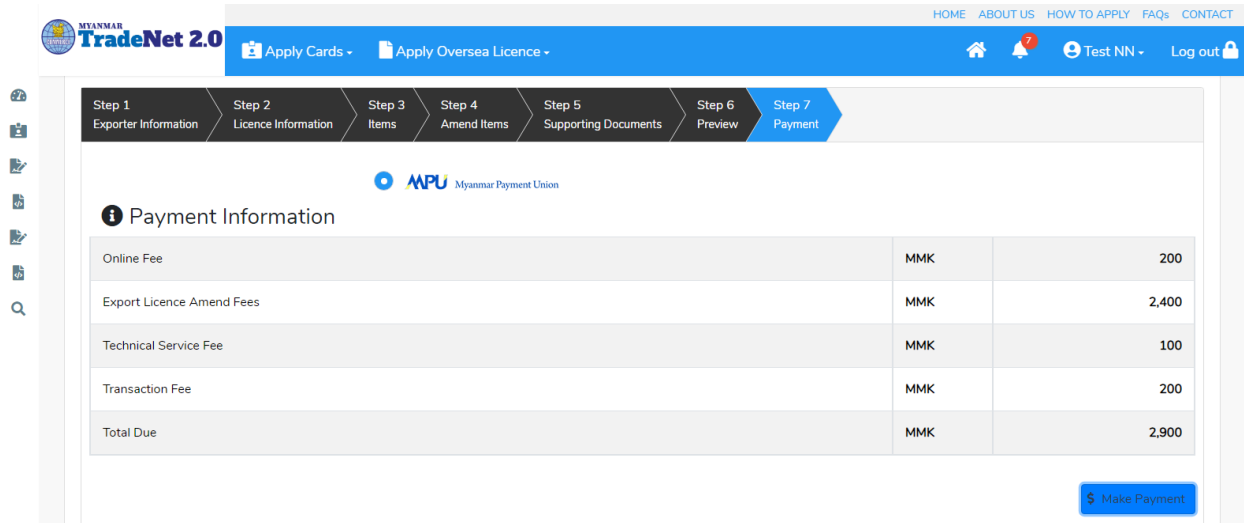 HOME ABOUT US HOW TO APPLY FAQs CONTACT
MYANMAR
TradeNet 2.0
Apply Cards
Apply Oversea Licence
7
Test NN
Log out
Step 1
Exporter Information
Step 2
Licence Information
Step 3
Items
Step 4
Amend Items
Step 5
Supporting Documents
Step 6
Preview
Step 7
Payment
MPU Myanmar Payment Union
Payment Information
Online Fee MMK 200
Export Licence Amend Fees MMK 2,400
Technical Service Fee MMK 100
Transaction Fee MMK 200
Total Due MMK 2,900
$ Make Payment